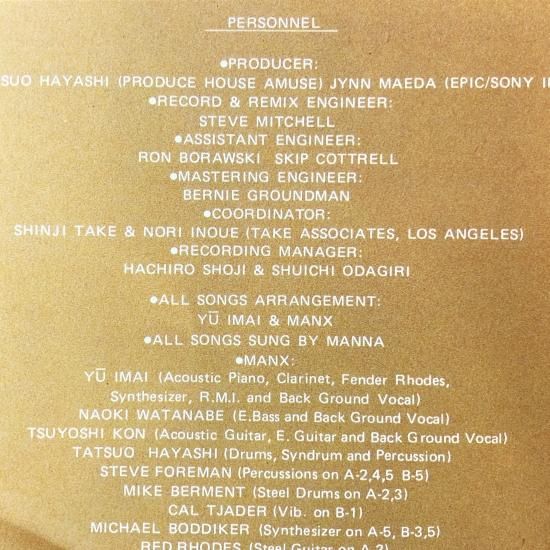 PERSONNEL
●PRODUCER:
SUO HAYASHI (PRODUCE HOUSE AMUSE) JYNN MAEDA (EPIC/SONY
●RECORD & REMIX ENGINEER:
STEVE MITCHELL
●ASSISTANT ENGINEER:
RON BORAWSKI SKIP COTTRELL
●MASTERING ENGINEER:
BERNIE GROUNDMAN
●COORDINATOR:
SHINJI TAKE & NORI INOUE (TAKE ASSOCIATES, LOS ANGELES)
●RECORDING MANAGER:
HACHIRO SHOJI & SHUICHI ODAGIRI
●ALL SONGS ARRANGEMENT:
YŪ IMAI & MANX
●ALL SONGS SUNG BY MANNA
●MANX:
YŪ IMAI (Acoustic Piano, Clarinet, Fender Rhodes,
Synthesizer, R.M.I. and Back Ground Vocal)
NAOKI WATANABE (E.Bass and Back Ground Vocal)
TSUYOSHI KON (Acoustic Guitar, E. Guitar and Back Ground Vocal)
TATSUO HAYASHI (Drums, Syndrum and Percussion)
STEVE FOREMAN (Percussions on A-2,4,5 B-5)
MIKE BERMENT (Steel Drums on A-2,3)
CAL TJADER (Vib. on B-1)
MICHAEL BODDIKER (Synthesizer on A-5, B-3,5)
RED RHODES (Steel Guitar on A-2)